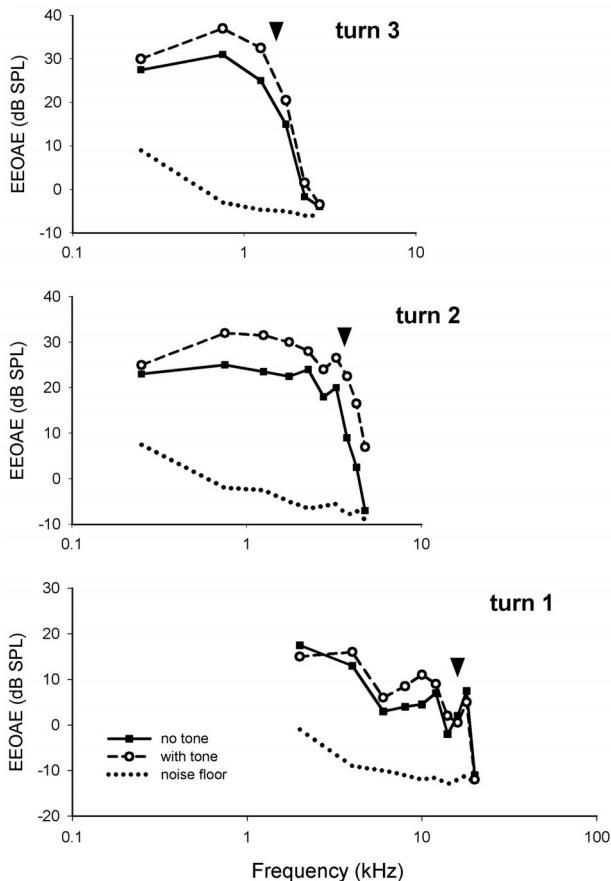 turn 3
EEOAE (dB SPL)
40
30
20
10
0
-10
0.1
1
10
turn 2
EEOAE (dB SPL)
40
30
20
10
0
-10
0.1
1
10
turn 1
EEOAE (dB SPL)
30
20
10
0
-10
-20
no tone
with tone
noise floor
0.1
1
10
100
Frequency (kHz)